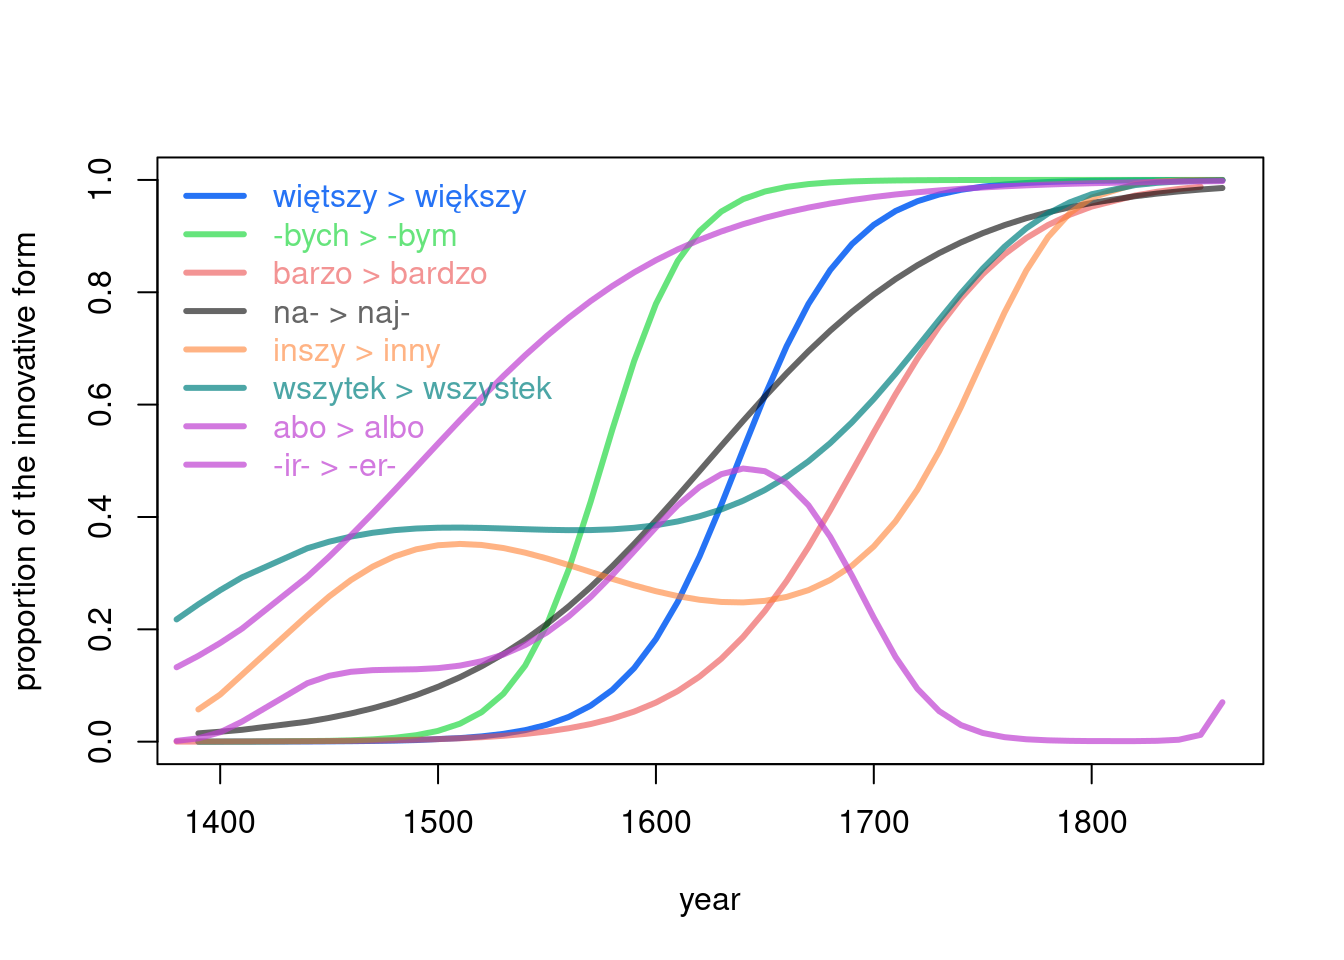 więtszy > większy
-bych > -bym
barzo > bardzo
na- > naj-
inszy > inny
wszytek > wszystek
abo > albo
-ir- > -er-
proportion of the innovative form
1.0
0.8
0.6
0.4
0.2
0.0
1400 1500 1600 1700 1800
year